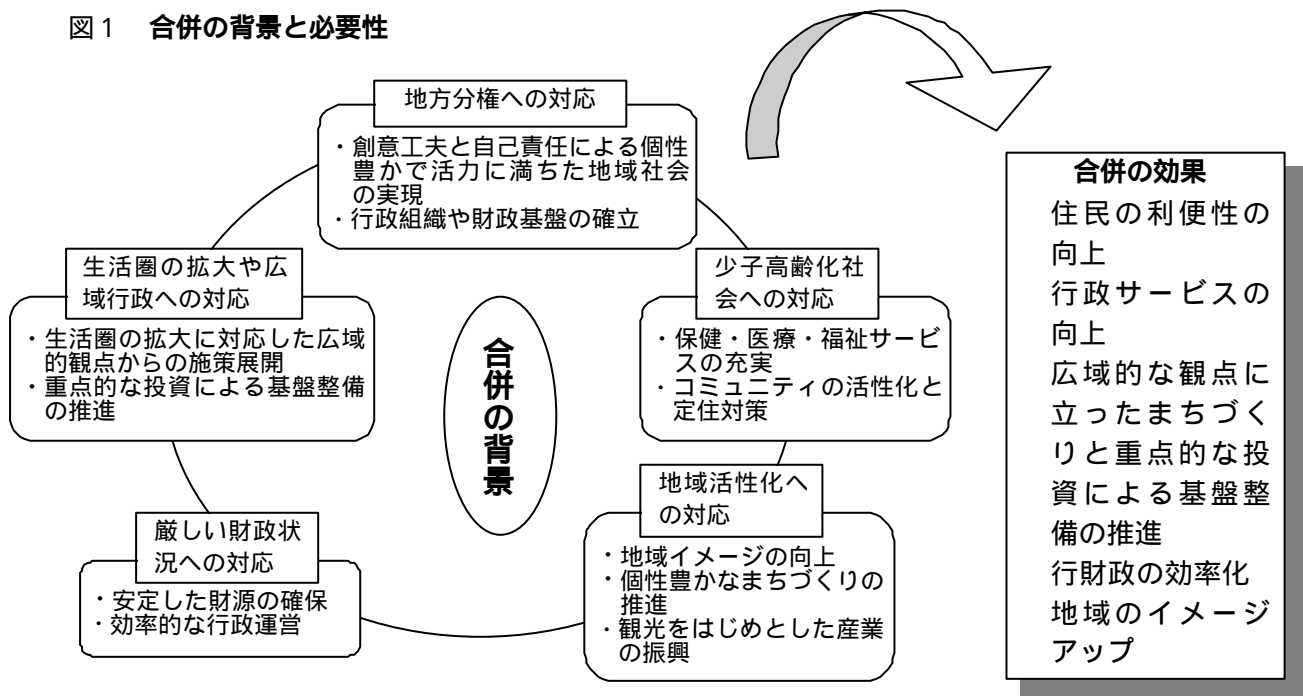 図1 合併の背景と必要性
地方分権への対応
・創意工夫と自己責任による個性
豊かで活力に満ちた地域社会
の実現
・行政組織や財政基盤の確立
生活圏の拡大や広
域行政への対応
・生活圏の拡大に対応した広域
的観点からの施策展開
・重点的な投資による基盤整備
の推進
少子高齢化社
会への対応
・保健・医療・福祉サービ
スの充実
・コミュニティの活性化と
定住対策
合併の背景
厳しい財政状
況への対応
・安定した財源の確保
・効率的な行政運営
地域活性化へ
の対応
・地域イメージの向上
・個性豊かなまちづくりの
推進
・観光をはじめとした産業
の振興
合併の効果
住民の利便性の
向上
行政サービスの
向上
広域的な観点に
立ったまちづく
りと重点的な投
資による基盤整
備の推進
行財政の効率化
地域のイメージ
アップ